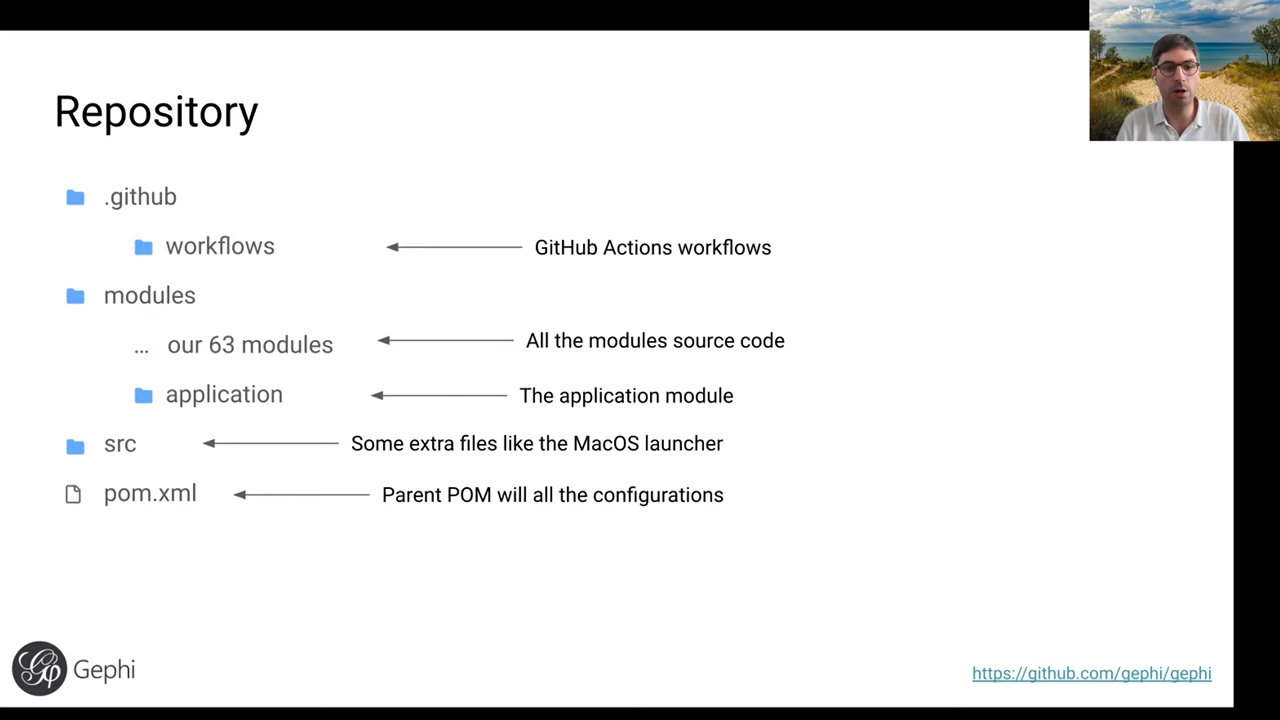 Repository
.github
workflows
GitHub Actions workflows
modules
... our 63 modules
All the modules source code
application
The application module
src
Some extra files like the MacOS launcher
pom.xml
Parent POM will all the configurations
Gephi
https://github.com/gephi/gephi